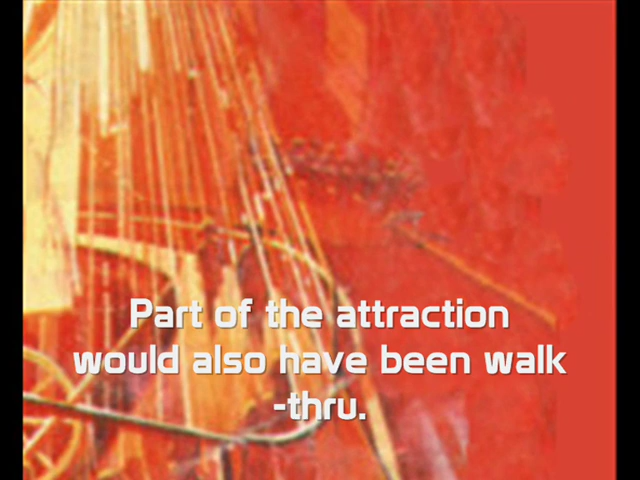 Part of the attraction
would also have been walk
-thru.